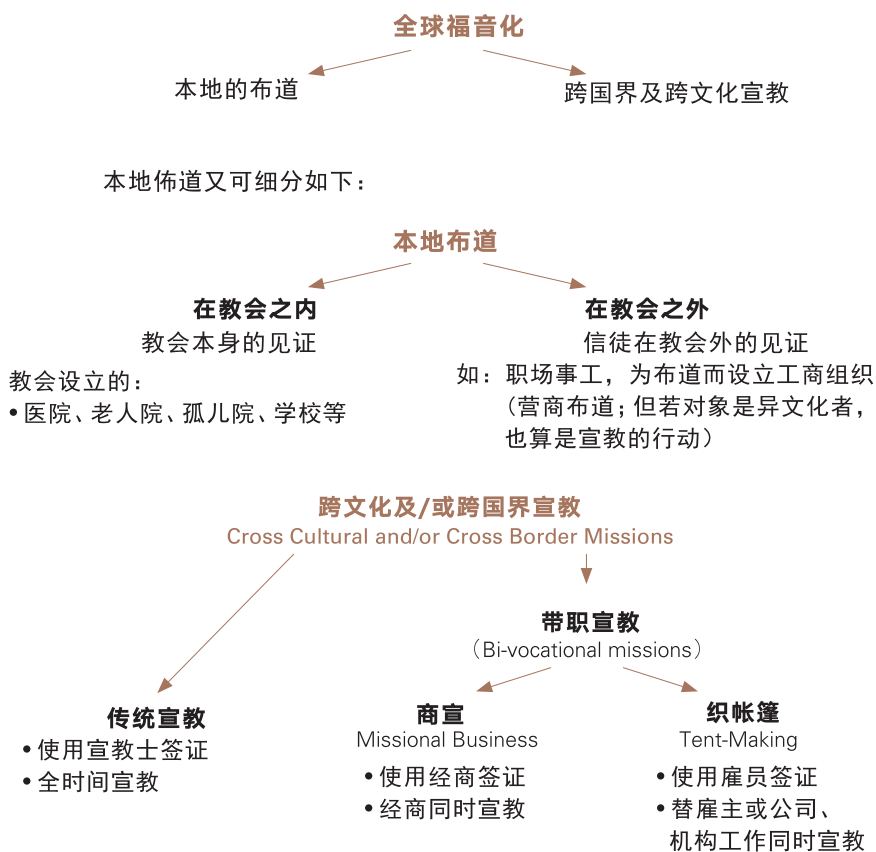 全球福音化
本地的布道
跨国界及跨文化宣教
本地佈道又可细分如下：
本地布道
在教会之内
教会本身的见证
教会设立的：
•医院、老人院、孤儿院、学校等
在教会之外
信徒在教会外的见证
如：职场事工，为布道而设立工商组织
（营商布道；但若对象是异文化者，
也算是宣教的行动）
跨文化及/或跨国界宣教
Cross Cultural and/or Cross Border Missions
带职宣教
（Bi-vocational missions）
传统宣教
•使用宣教士签证
•全时间宣教
商宣
Missional Business
•使用经商签证
•经商同时宣教
织帐篷
Tent-Making
•使用雇员签证
•替雇主或公司、
机构工作同时宣教